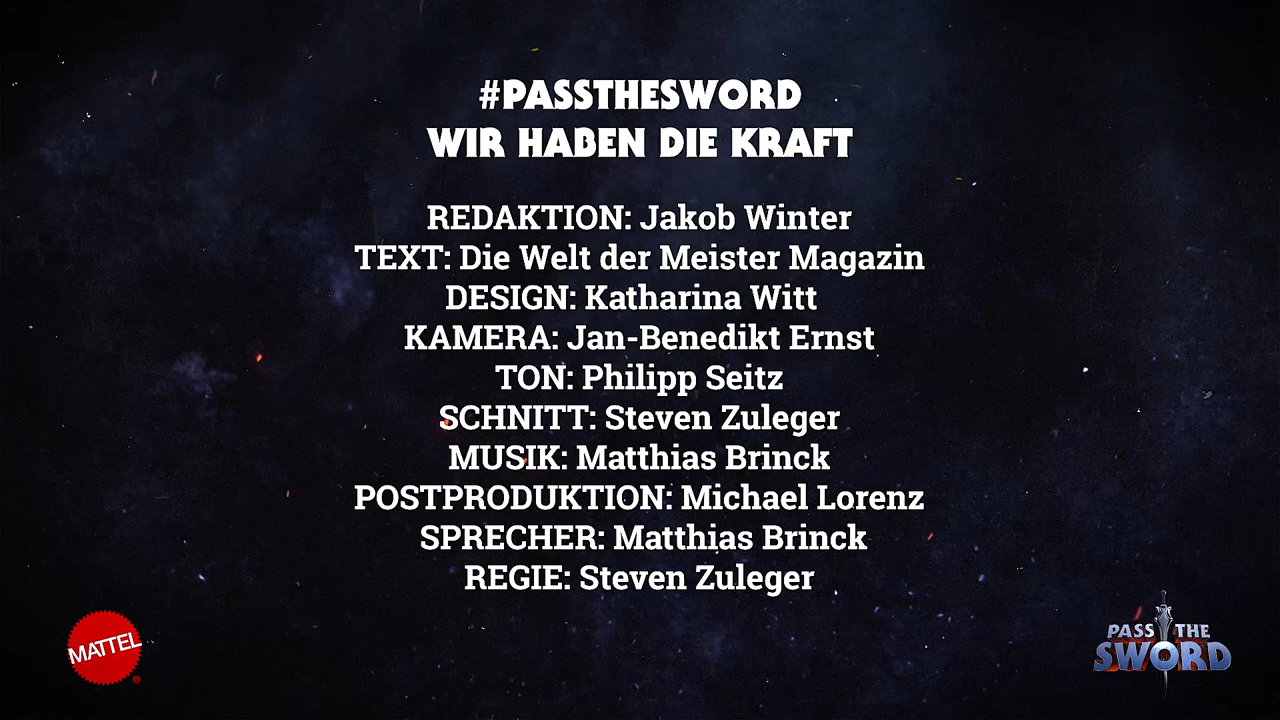 #PASSTHESWORD
WIR HABEN DIE KRAFT
REDAKTION: Jakob Winter
TEXT: Die Welt der Meister Magazin
DESIGN: Katharina Witt
KAMERA: Jan-Benedikt Ernst
TON: Philipp Seitz
SCHNITT: Steven Zuleger
MUSIK: Matthias Brinck
POSTPRODUKTION: Michael Lorenz
SPRECHER: Matthias Brinck
REGIE: Steven Zuleger
MATTEL
PASS THE
SWORD